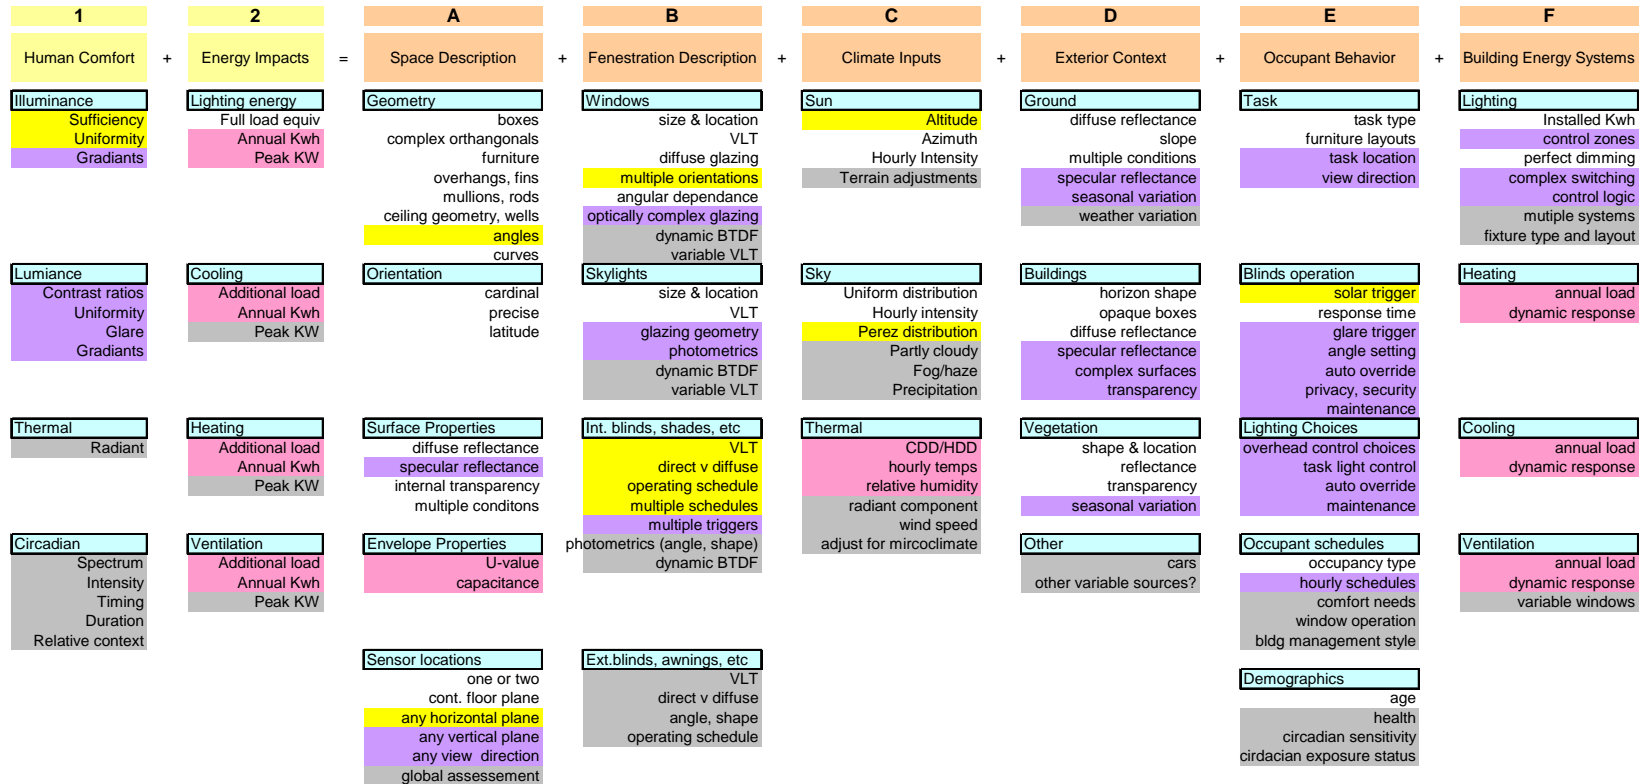 1
2
A
B
C
D
E
F
Human Comfort + Energy Impacts = Space Description + Fenestration Description + Climate Inputs + Exterior Context + Occupant Behavior + Building Energy Systems
Illuminance
Sufficiency
Uniformity
Gradiants
Lumiance
Contrast ratios
Uniformity
Glare
Gradiants
Thermal
Radiant
Circadian
Spectrum
Intensity
Timing
Duration
Relative context
Lighting energy
Full load equiv
Annual Kwh
Peak KW
Cooling
Additional load
Annual Kwh
Peak KW
Heating
Additional load
Annual Kwh
Peak KW
Ventilation
Additional load
Annual Kwh
Peak KW
Geometry
boxes
complex orthangonals
furniture
overhangs, fins
mullions, rods
ceiling geometry, wells
angles
curves
Orientation
cardinal
precise
latitude
Surface Properties
diffuse reflectance
specular reflectance
internal transparency
multiple conditons
Envelope Properties
U-value
capacitance
Sensor locations
one or two
cont. floor plane
any horizontal plane
any vertical plane
any view direction
global assessement
Windows
size & location
VLT
diffuse glazing
multiple orientations
angular dependance
optically complex glazing
dynamic BTDF
variable VLT
Skylights
size & location
VLT
glazing geometry
photometrics
dynamic BTDF
variable VLT
Int. blinds, shades, etc
VLT
direct v diffuse
operating schedule
multiple schedules
multiple triggers
photometrics (angle, shape)
dynamic BTDF
Ext.blinds, awnings, etc
VLT
direct v diffuse
angle, shape
operating schedule
Sun
Altitude
Azimuth
Hourly Intensity
Terrain adjustments
Sky
Uniform distribution
Hourly intensity
Perez distribution
Partly cloudy
Fog/haze
Precipitation
Thermal
CDD/HDD
hourly temps
relative humidity
radiant component
wind speed
adjust for mircoclimate
Ground
diffuse reflectance
slope
multiple conditions
specular reflectance
seasonal variation
weather variation
Buildings
horizon shape
opaque boxes
diffuse reflectance
specular reflectance
complex surfaces
transparency
Vegetation
shape & location
reflectance
transparency
seasonal variation
Other
cars
other variable sources?
Task
task type
furniture layouts
task location
view direction
Blinds operation
solar trigger
response time
glare trigger
angle setting
auto override
privacy, security
maintenance
Lighting Choices
overhead control choices
task light control
auto override
maintenance
Occupant schedules
occupancy type
hourly schedules
comfort needs
window operation
bldg management style
Demographics
age
health
circadian sensitivity
cirdacian exposure status
Lighting
Installed Kwh
control zones
perfect dimming
complex switching
control logic
mutiple systems
fixture type and layout
Heating
annual load
dynamic response
Cooling
annual load
dynamic response
Ventilation
annual load
dynamic response
variable windows